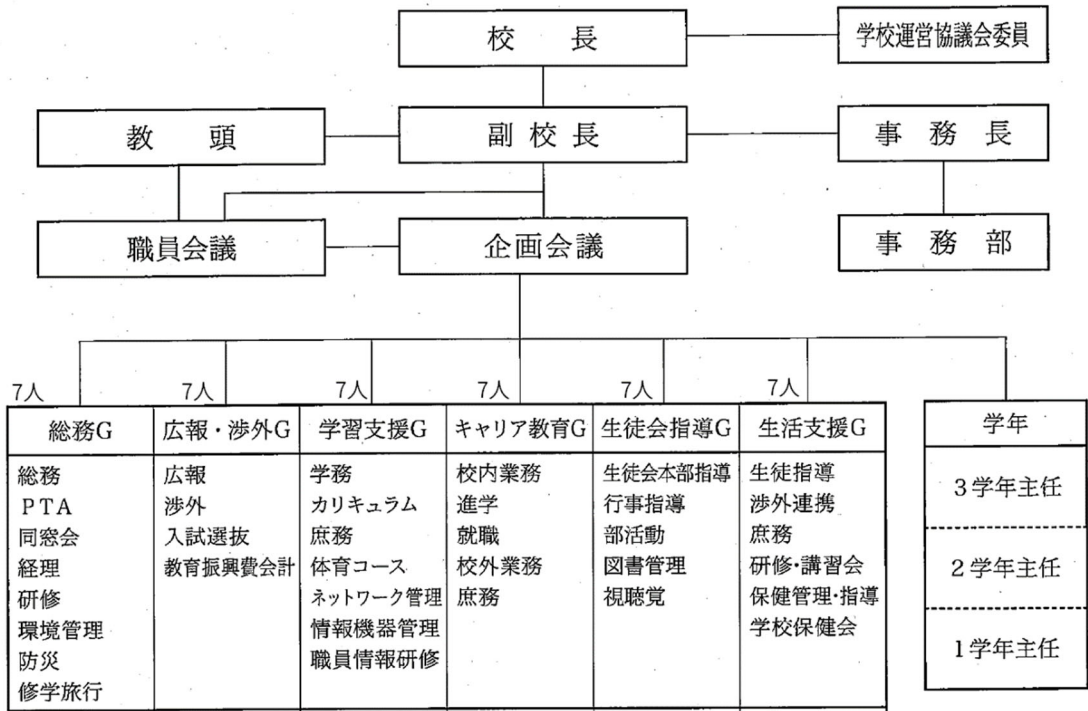 校長
学校運営協議会委員
教頭
副校長
事務長
職員会議
企画会議
事務部
7人
7人
7人
7人
7人
7人
総務G
総務
PTA
同窓会
経理
研修
環境管理
防災
修学旅行
広報・渉外G
広報
渉外
入試選抜
教育振興費会計
学習支援G
学務
カリキュラム
庶務
体育コース
ネットワーク管理
情報機器管理
職員情報研修
キャリア教育G
校内業務
進学
就職
校外業務
庶務
生徒会指導G
生徒会本部指導
行事指導
部活動
図書管理
視聴覚
生活支援G
生徒指導
渉外連携
庶務
研修・講習会
保健管理・指導
学校保健会
学年
3学年主任
2学年主任
1学年主任